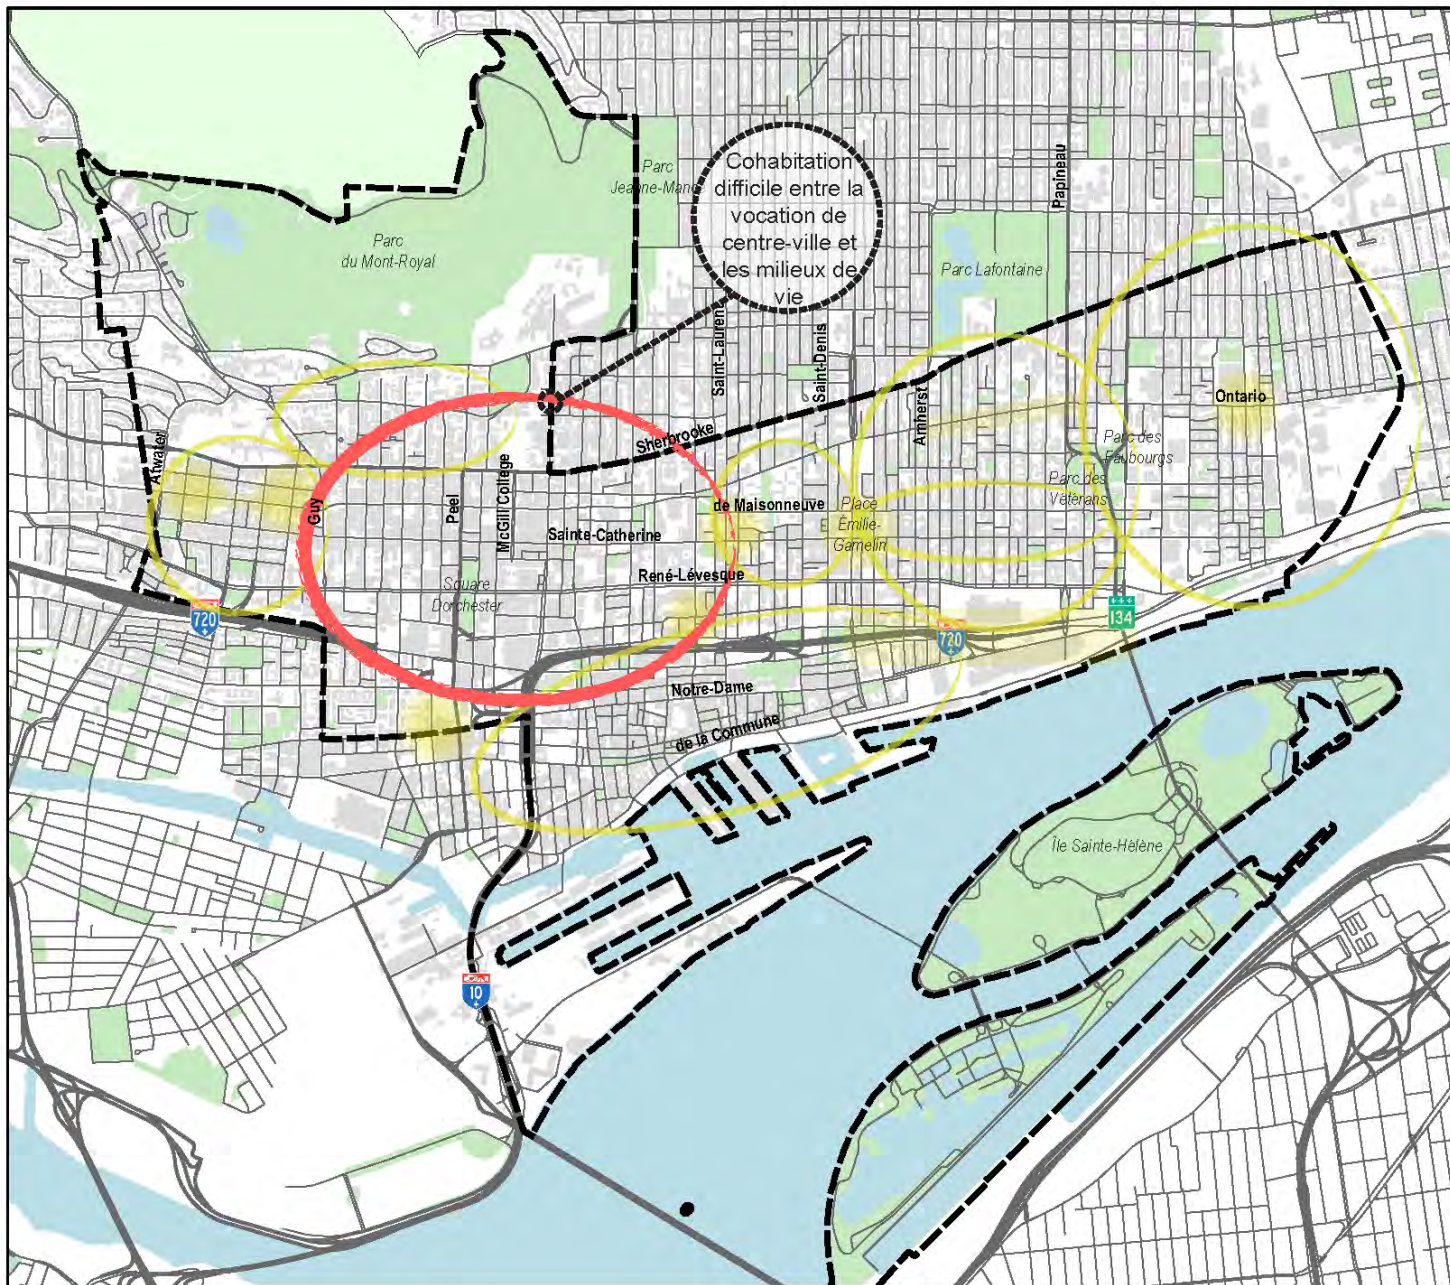 Cohabitation
difficile entre la
vocation de
centre-ville et
les milieux de
vie
Parc
du Mont-Royal
Parc
Jeanne-Mance
Parc Lafontaine
Papineau
Saint-Laurent
Saint-Denis
Amherst
Ontario
Sherbrooke
Parc des
Faubourgs
Parc des
Vétérans
Atwater
Guy
Peel
McGill College
de Maisonneuve
Sainte-Catherine
Place
Émilie-
Gamelin
René-Lévesque
Square
Dorchester
720
720
134
Notre-Dame
de la Commune
Île Sainte-Hélène
10